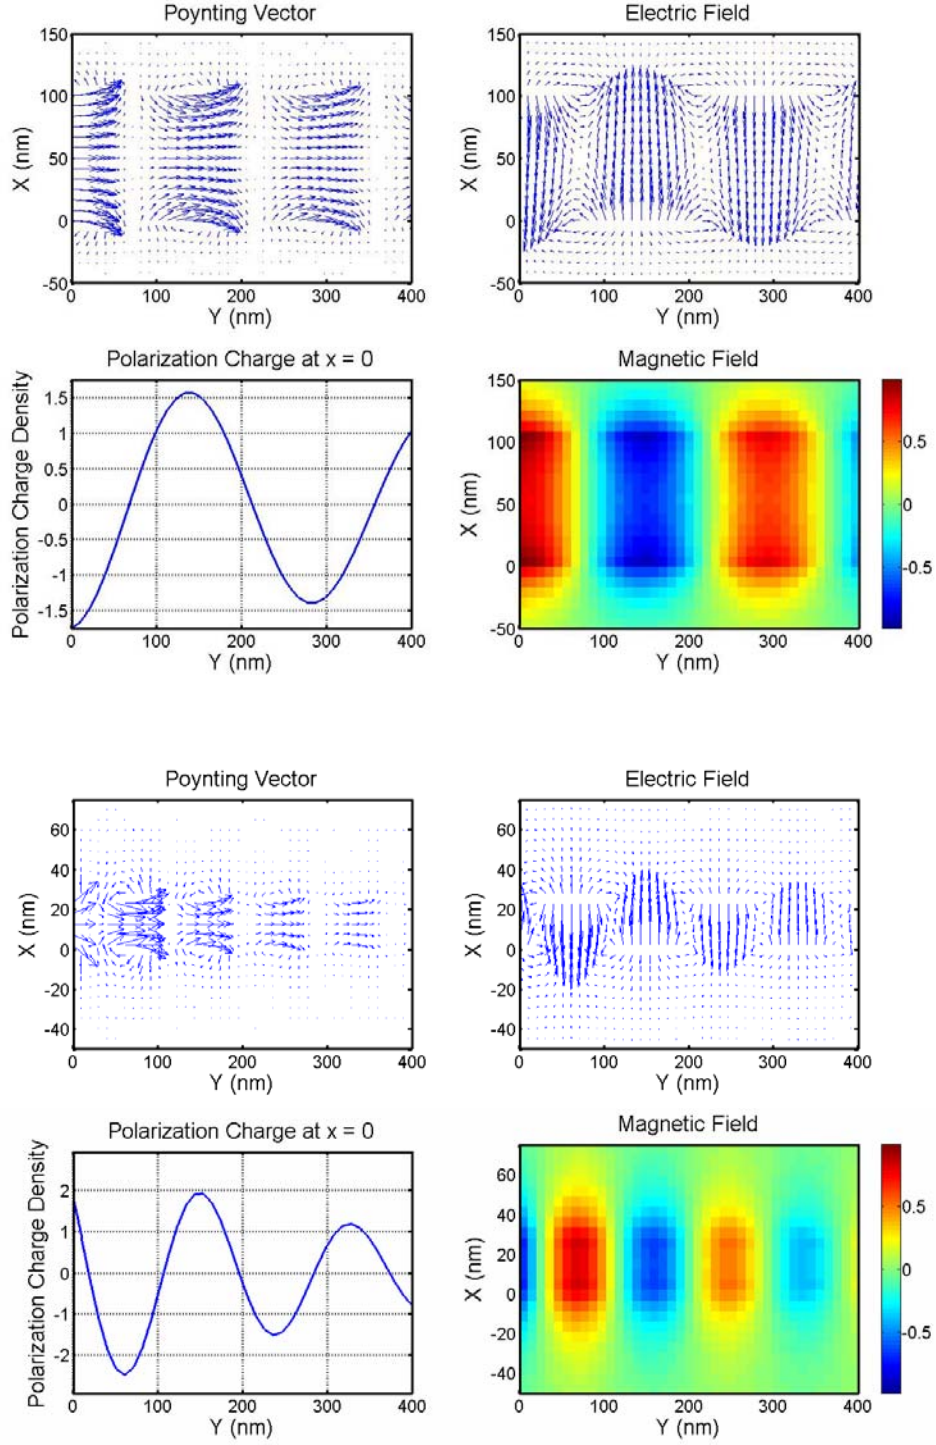 Poynting Vector
150
100
50
0
-50
X (nm)
0 100 200 300 400
Y (nm)
Electric Field
150
100
50
0
-50
X (nm)
0 100 200 300 400
Y (nm)
Polarization Charge at x = 0
1.5
1
0.5
0
-0.5
-1
-1.5
Polarization Charge Density
0 100 200 300 400
Y (nm)
Magnetic Field
150
100
50
0
-50
X (nm)
0 100 200 300 400
Y (nm)
0.5
0
-0.5
Poynting Vector
60
40
20
0
-20
-40
X (nm)
0 100 200 300 400
Y (nm)
Electric Field
60
40
20
0
-20
-40
X (nm)
0 100 200 300 400
Y (nm)
Polarization Charge at x = 0
2
1
0
-1
-2
Polarization Charge Density
0 100 200 300 400
Y (nm)
Magnetic Field
60
40
20
0
-20
-40
X (nm)
0 100 200 300 400
Y (nm)
0.5
0
-0.5